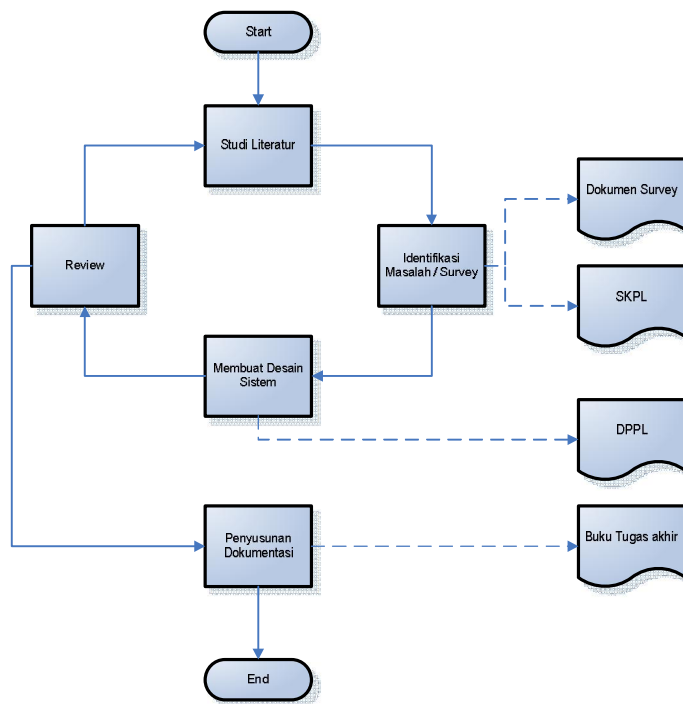 Start
Studi Literatur
Dokumen Survey
Review
Identifikasi
Masalah / Survey
SKPL
Membuat Desain
Sistem
DPPL
Penyusunan
Dokumentasi
Buku Tugas akhir
End